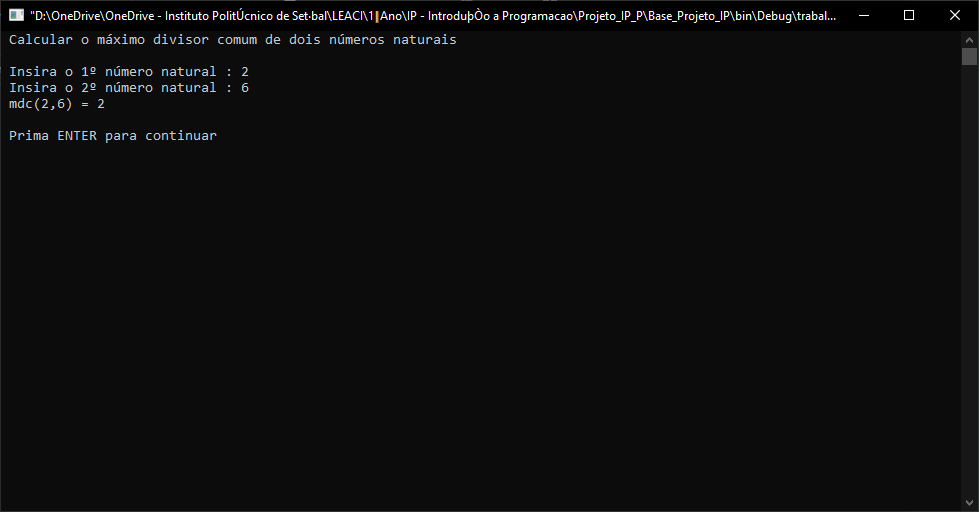 "D:\OneDrive\OneDrive - Instituto PolitÚcnico de Set·bal\LEACI\1║Ano\IP - IntroduþÒo a Programacao\Projeto_IP_P\Base_Projeto_IP\bin\Debug\trabal...
Calcular o máximo divisor comum de dois números naturais
Insira o 1º número natural : 2
Insira o 2º número natural : 6
mdc(2,6) = 2
Prima ENTER para continuar